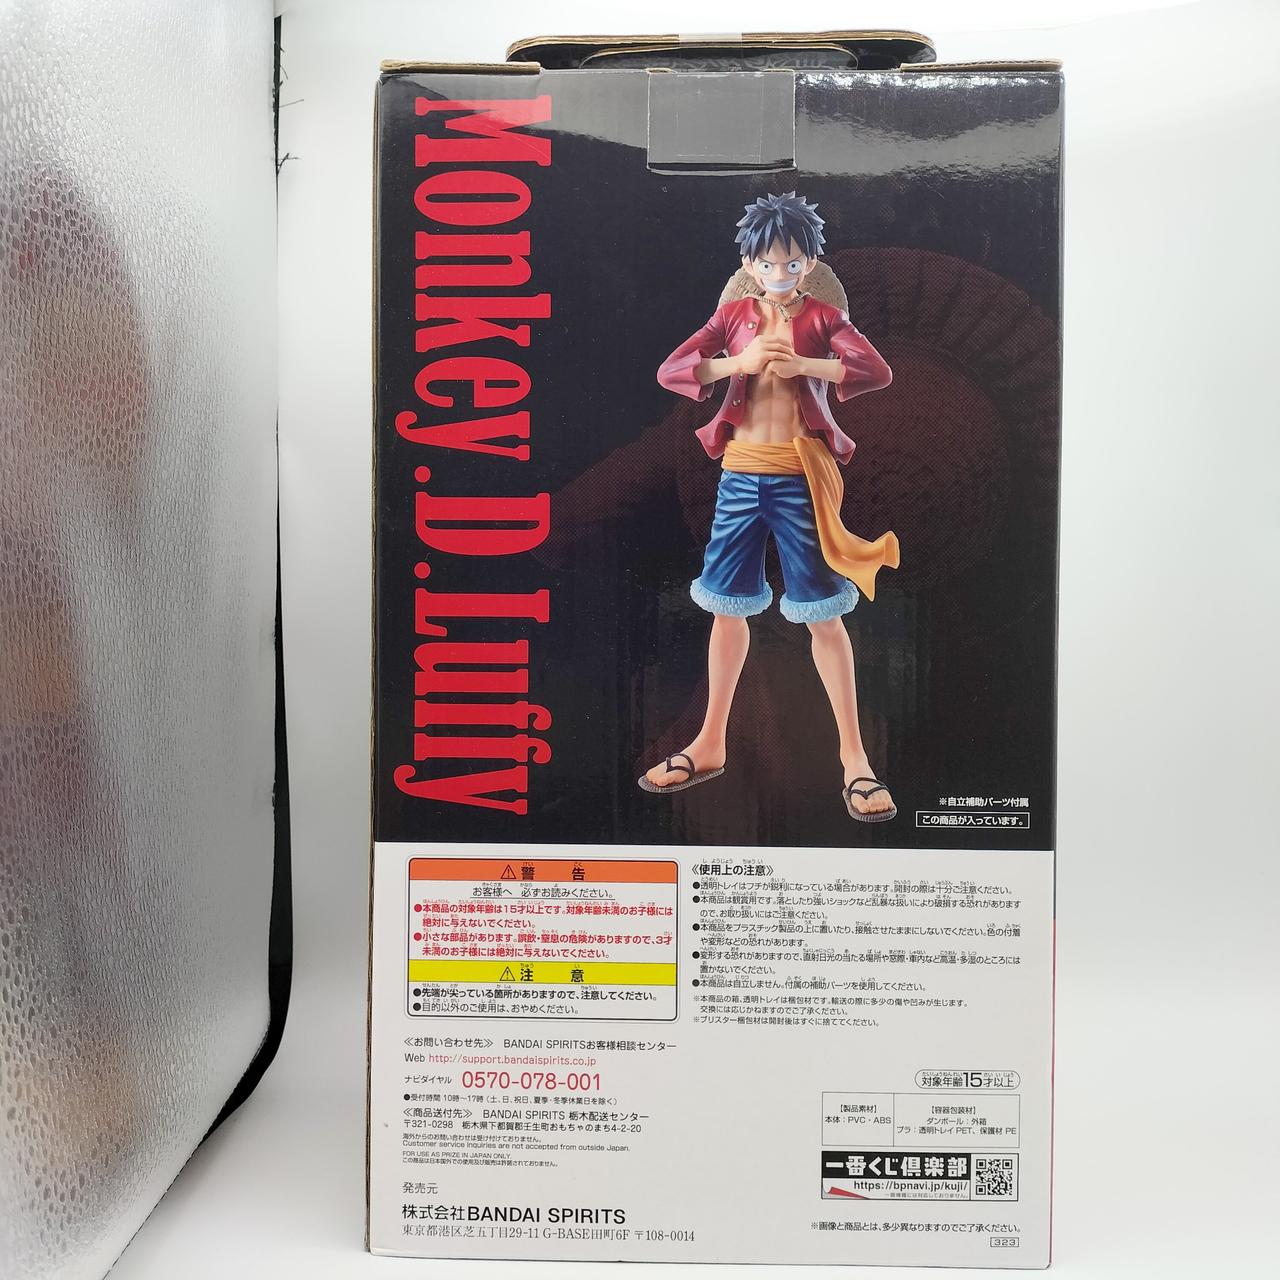 Monkey.D.Luffy
※自立補助パーツ付属
この商品が入っています。
⚠警告
お客様へ 必ずお読みください。
●本商品の対象年齢は15才以上です。対象年齢未満のお子様には
絶対に与えないでください。
●小さな部品があります。誤飲・窒息の危険がありますので、3才
未満のお子様には絶対に与えないでください。
⚠注意
●先端が尖っている箇所がありますので、注意してください。
●目的以外のご使用は、おやめください。
≪お問い合わせ先≫ BANDAI SPIRITSお客様相談センター
Web http://support.bandaispirits.co.jp
ナビダイヤル 0570-078-001
●受付時間 10時～17時 (土、日、祝日、夏季・冬季休業日を除く)
≪商品送付先≫ BANDAI SPIRITS 栃木配送センター
〒321-0298 栃木県下都賀郡壬生町おもちゃのまち4-2-20
海外からのお問い合わせは受け付けておりません。
Customer service inquiries are not accepted from outside Japan.
FOR USE AS PRIZE IN JAPAN ONLY.
この商品は日本国外での使用及び販売は許諾されておりません。
発売元
株式会社BANDAI SPIRITS
東京都港区芝五丁目29-11 G-BASE田町6F 〒108-0014
≪使用上の注意≫
●透明トレイはフチが鋭利になっている場合があります。開封の際は十分ご注意ください。
●本商品は観賞用です。落としたり強いショックなど乱暴な扱いにより破損する恐れがあります
ので、お取り扱いにはご注意ください。
●本商品をプラスチック製品の上に置いたり、接触させたままにしないでください。色の付着
や変形などの恐れがあります。
●変形する恐れがありますので、直射日光の当たる場所や窓際・車内など高温・多湿のところには
置かないでください。
●本商品は自立しません。付属の補助パーツを使用してください。
※本商品の箱、透明トレイは梱包材です。輸送の際に多少の傷や凹みが生じます。
交換には応じかねますのでご了承ください。
※ブリスター梱包材は開封後はすぐに捨ててください。
対象年齢15才以上
【製品素材】
本体：PVC・ABS
【容器包装材】
ダンボール：外箱
プラ：透明トレイ PET、保護材 PE
一番くじ倶楽部
https://bpnavi.jp/kuji/
一部機種には対応しておりません。
※画像と商品とは、多少異なりますのでご了承ください。
323